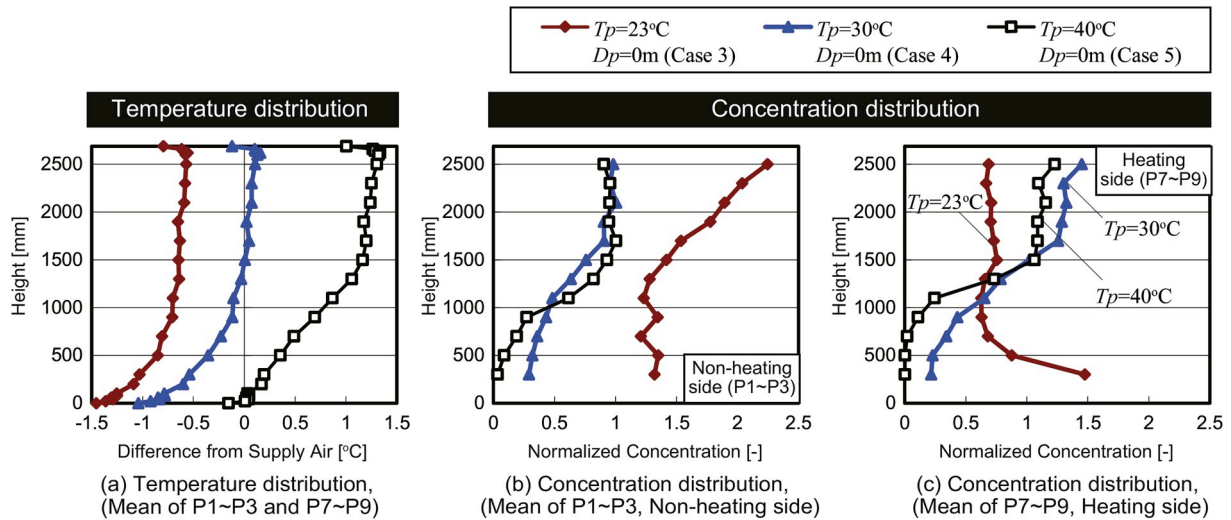 Tp=23°C Tp=30°C Tp=40°C
Dp=0m (Case 3) Dp=0m (Case 4) Dp=0m (Case 5)
Temperature distribution
Concentration distribution
Height [mm]
2500
2000
1500
1000
500
0
-1.5 -1 -0.5 0 0.5 1 1.5
Difference from Supply Air [°C]
(a) Temperature distribution,
(Mean of P1~P3 and P7~P9)
Height [mm]
2500
2000
1500
1000
500
0
Non-heating
side (P1~P3)
0 0.5 1 1.5 2 2.5
Normalized Concentration [-]
(b) Concentration distribution,
(Mean of P1~P3, Non-heating side)
Height [mm]
2500
2000
1500
1000
500
0
Heating
side (P7~P9)
Tp=23°C
Tp=30°C
Tp=40°C
0 0.5 1 1.5 2 2.5
Normalized Concentration [-]
(c) Concentration distribution,
(Mean of P7~P9, Heating side)